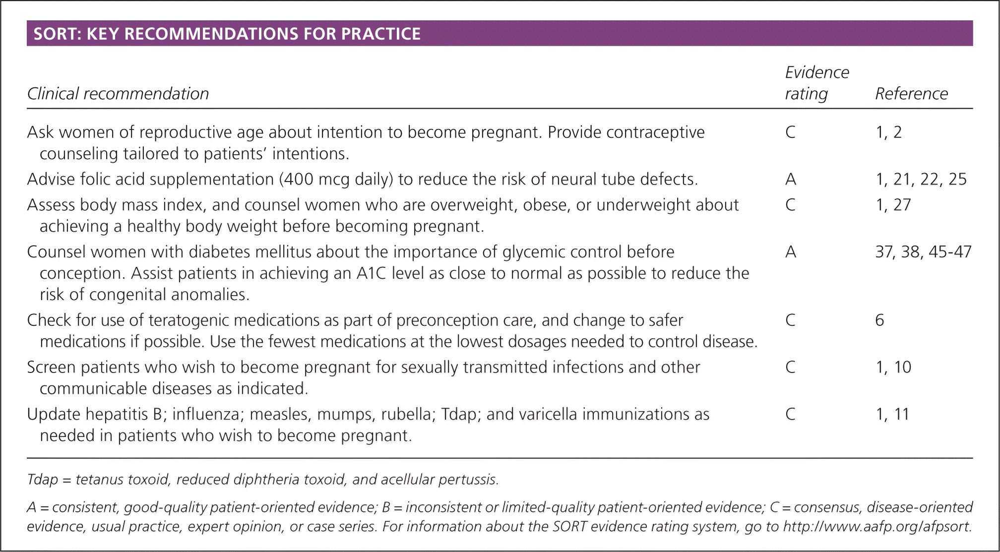 SORT: KEY RECOMMENDATIONS FOR PRACTICE
Clinical recommendation Evidence rating Reference
Ask women of reproductive age about intention to become pregnant. Provide contraceptive C 1, 2
counseling tailored to patients’ intentions.
Advise folic acid supplementation (400 mcg daily) to reduce the risk of neural tube defects. A 1, 21, 22, 25
Assess body mass index, and counsel women who are overweight, obese, or underweight about C 1, 27
achieving a healthy body weight before becoming pregnant.
Counsel women with diabetes mellitus about the importance of glycemic control before A 37, 38, 45-47
conception. Assist patients in achieving an A1C level as close to normal as possible to reduce the
risk of congenital anomalies.
Check for use of teratogenic medications as part of preconception care, and change to safer C 6
medications if possible. Use the fewest medications at the lowest dosages needed to control disease.
Screen patients who wish to become pregnant for sexually transmitted infections and other C 1, 10
communicable diseases as indicated.
Update hepatitis B; influenza; measles, mumps, rubella; Tdap; and varicella immunizations as C 1, 11
needed in patients who wish to become pregnant.
Tdap = tetanus toxoid, reduced diphtheria toxoid, and acellular pertussis.
A = consistent, good-quality patient-oriented evidence; B = inconsistent or limited-quality patient-oriented evidence; C = consensus, disease-oriented
evidence, usual practice, expert opinion, or case series. For information about the SORT evidence rating system, go to http://www.aafp.org/afpsort.